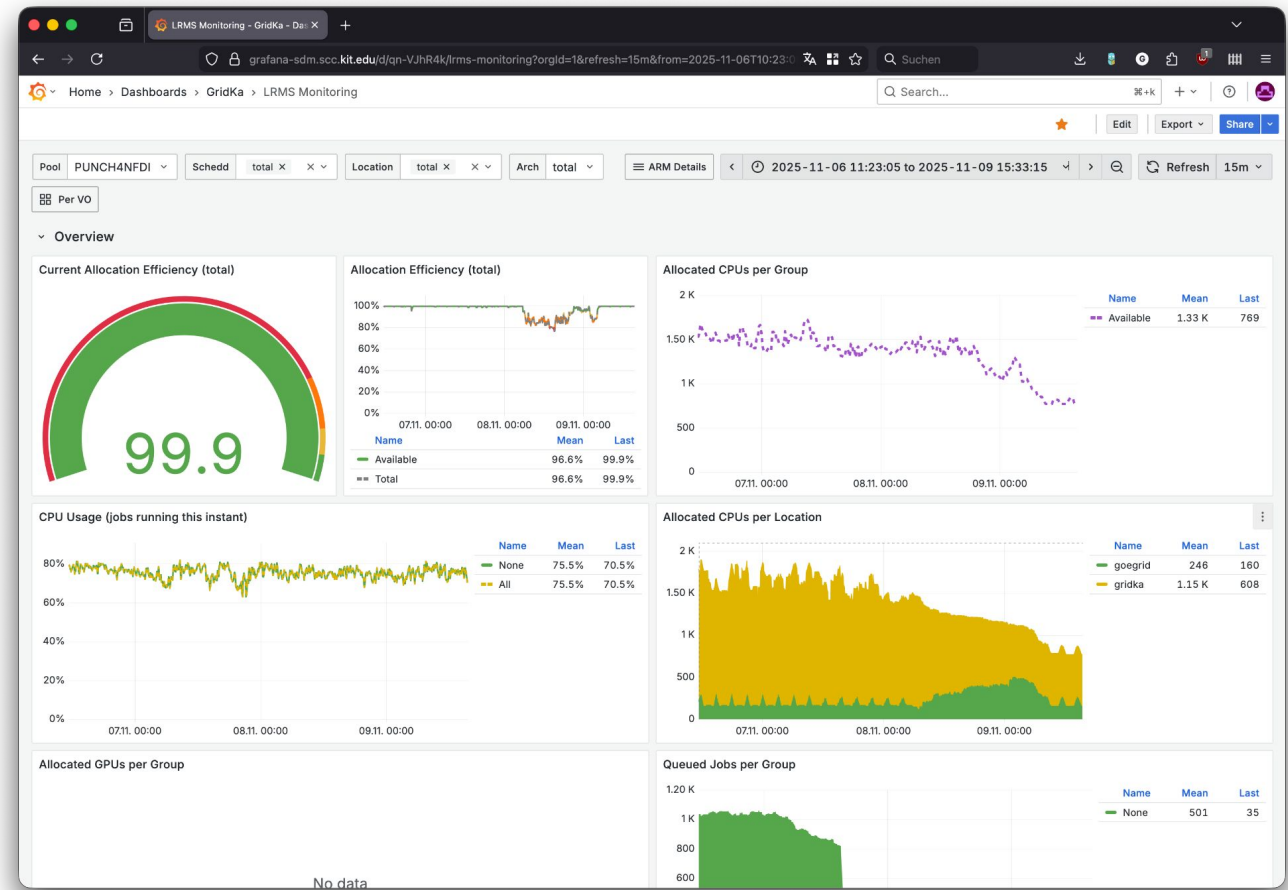 LRMS Monitoring - GridKa - Das
grafana-sdm.scc.kit.edu/d/qn-VJhR4k/lrms-monitoring?orgId=1&refresh=15m&from=2025-11-06T10:23:0
Suchen
G
1
Home › Dashboards › GridKa › LRMS Monitoring
Search...
⌘+k
Edit
Export
Share
Pool PUNCH4NFDI
Schedd total ×
Location total ×
Arch total
ARM Details
2025-11-06 11:23:05 to 2025-11-09 15:33:15
Refresh 15m
Per VO
Overview
Current Allocation Efficiency (total)
99.9
Allocation Efficiency (total)
100%
80%
60%
40%
20%
0%
07.11. 00:00 08.11. 00:00 09.11. 00:00
Name Mean Last
Available 96.6% 99.9%
Total 96.6% 99.9%
Allocated CPUs per Group
2 K
1.50 K
1 K
500
0
07.11. 00:00 08.11. 00:00 09.11. 00:00
Name Mean Last
Available 1.33 K 769
CPU Usage (jobs running this instant)
80%
60%
40%
20%
0%
07.11. 00:00 08.11. 00:00 09.11. 00:00
Name Mean Last
None 75.5% 70.5%
All 75.5% 70.5%
Allocated CPUs per Location
2 K
1.50 K
1 K
500
0
07.11. 00:00 08.11. 00:00 09.11. 00:00
Name Mean Last
goegrid 246 160
gridka 1.15 K 608
Allocated GPUs per Group
No data
Queued Jobs per Group
1.20 K
1 K
800
600
Name Mean Last
None 501 35